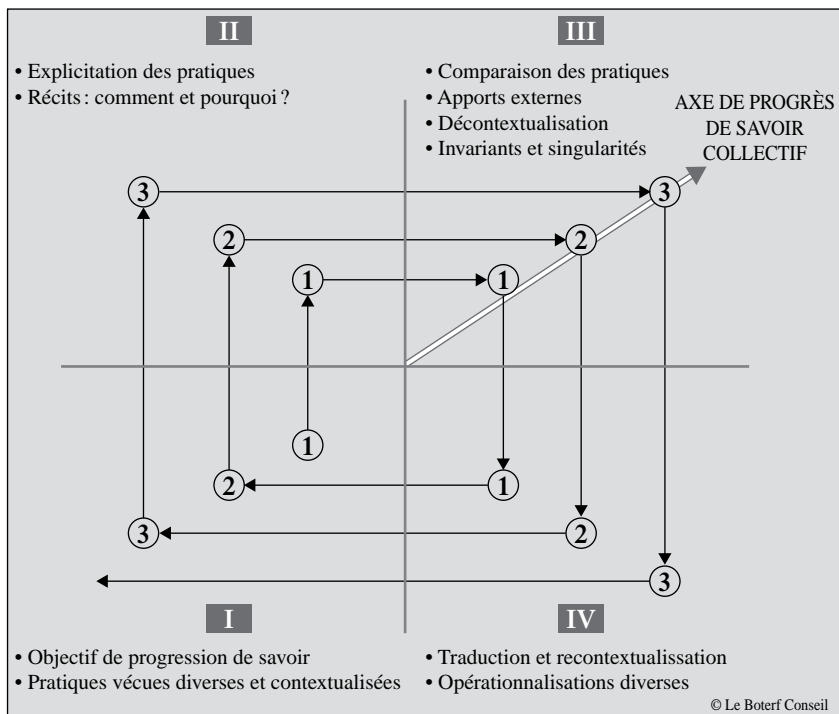 II
• Explicitation des pratiques
• Récits : comment et pourquoi ?
III
• Comparaison des pratiques
• Apports externes
• Décontextualisation
• Invariants et singularités
AXE DE PROGRÈS
DE SAVOIR
COLLECTIF
3
3
2
2
1
1
1
2
1
3
2
3
I
• Objectif de progression de savoir
• Pratiques vécues diverses et contextualisées
IV
• Traduction et recontextualissation
• Opérationnalisations diverses
© Le Boterf Conseil